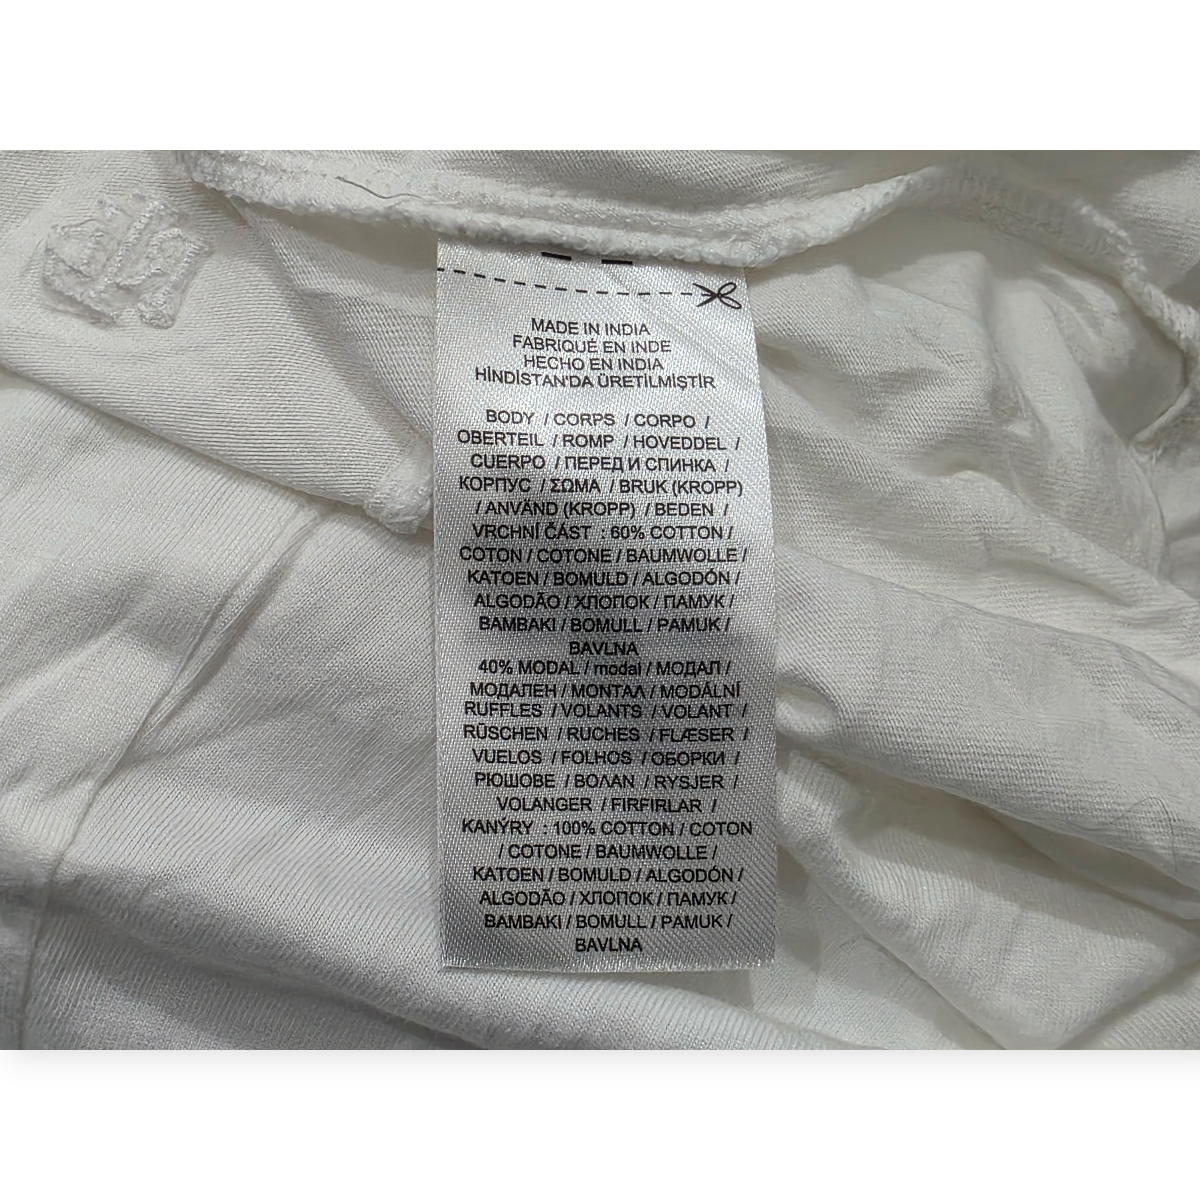 MADE IN INDIA
FABRIQUÉ EN INDE
HECHO EN INDIA
HİNDİSTAN'DA ÜRETİLMİŞTİR
BODY / CORPS / CORPO /
OBERTEIL / ROMP / HOVEDDEL /
CUERPO / ПЕРЕД И СПИНКА /
КОРПУС / ΣΩΜΑ / BRUK (KROPP)
/ ANVÄND (KROPP) / BEDEN /
VRCHNÍ ČÁST : 60% COTTON /
COTON / COTONE / BAUMWOLLE /
KATOEN / BOMULD / ALGODÓN /
ALGODÃO / ХЛОПОК / ПАМУК /
BAMBAKI / BOMULL / PAMUK /
BAVLNA
40% MODAL / modal / МОДАЛ /
МОДАЛЕН / ΜΟΝΤΑΛ / MODÁLNÍ
RUFFLES / VOLANTS / VOLANT /
RÜSCHEN / RUCHES / FLÆSER /
VUELOS / FOLHOS / ОБОРКИ /
РЮШОВЕ / ΒΟΛΑΝ / RYSJER /
VOLANGER / FIRFIRLAR /
KANÝRY : 100% COTTON / COTON
/ COTONE / BAUMWOLLE /
KATOEN / BOMULD / ALGODÓN /
ALGODÃO / ХЛОПОК / ПАМУК /
BAMBAKI / BOMULL / PAMUK /
BAVLNA